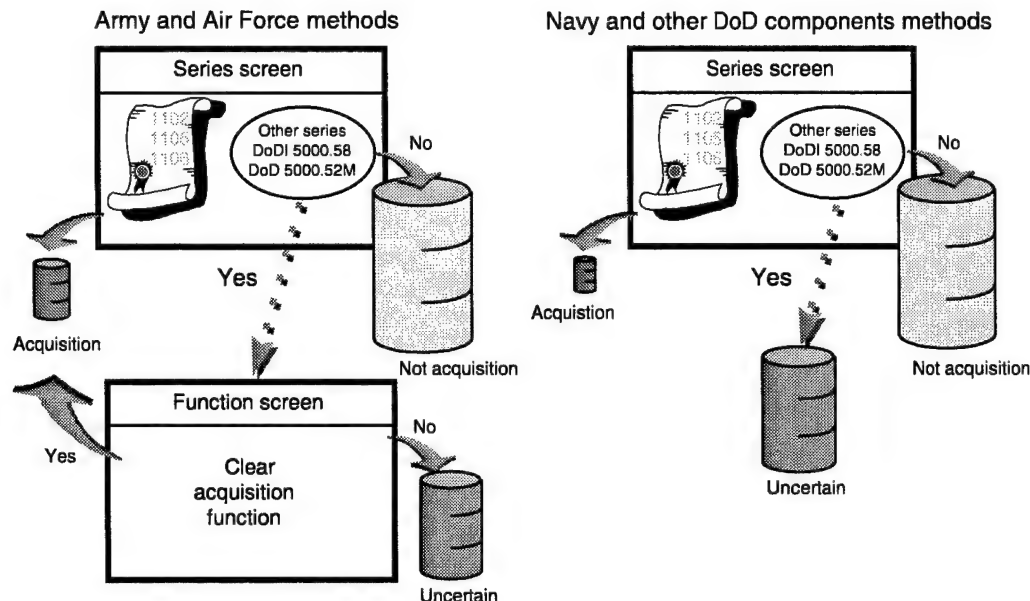 Army and Air Force methods
Series screen
1102
1105
1106
Other series
DoDI 5000.58
DoD 5000.52M
No
Yes
Acquisition
Not acquisition
Function screen
Yes
No
Clear
acquisition
function
Uncertain
Navy and other DoD components methods
Series screen
1102
1105
1106
Other series
DoDI 5000.58
DoD 5000.52M
No
Yes
Acquistion
Not acquisition
Uncertain